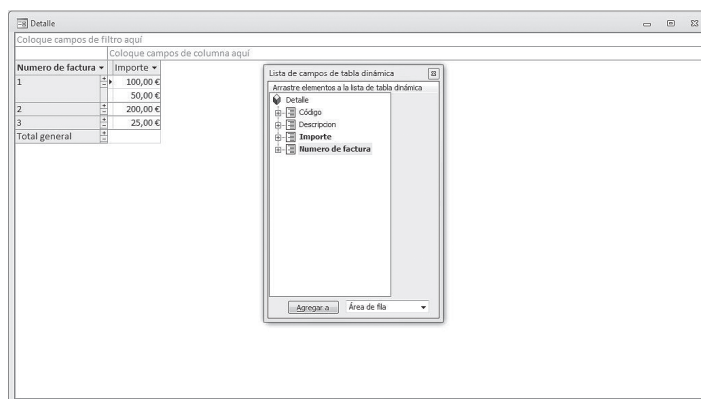 Detalle
Coloque campos de filtro aquí
Coloque campos de columna aquí
Numero de factura Importe
1 100,00 €
50,00 €
2 200,00 €
3 25,00 €
Total general
Lista de campos de tabla dinámica
Arrastre elementos a la lista de tabla dinámica
Detalle
Código
Descripcion
Importe
Numero de factura
Agregar a Área de fila